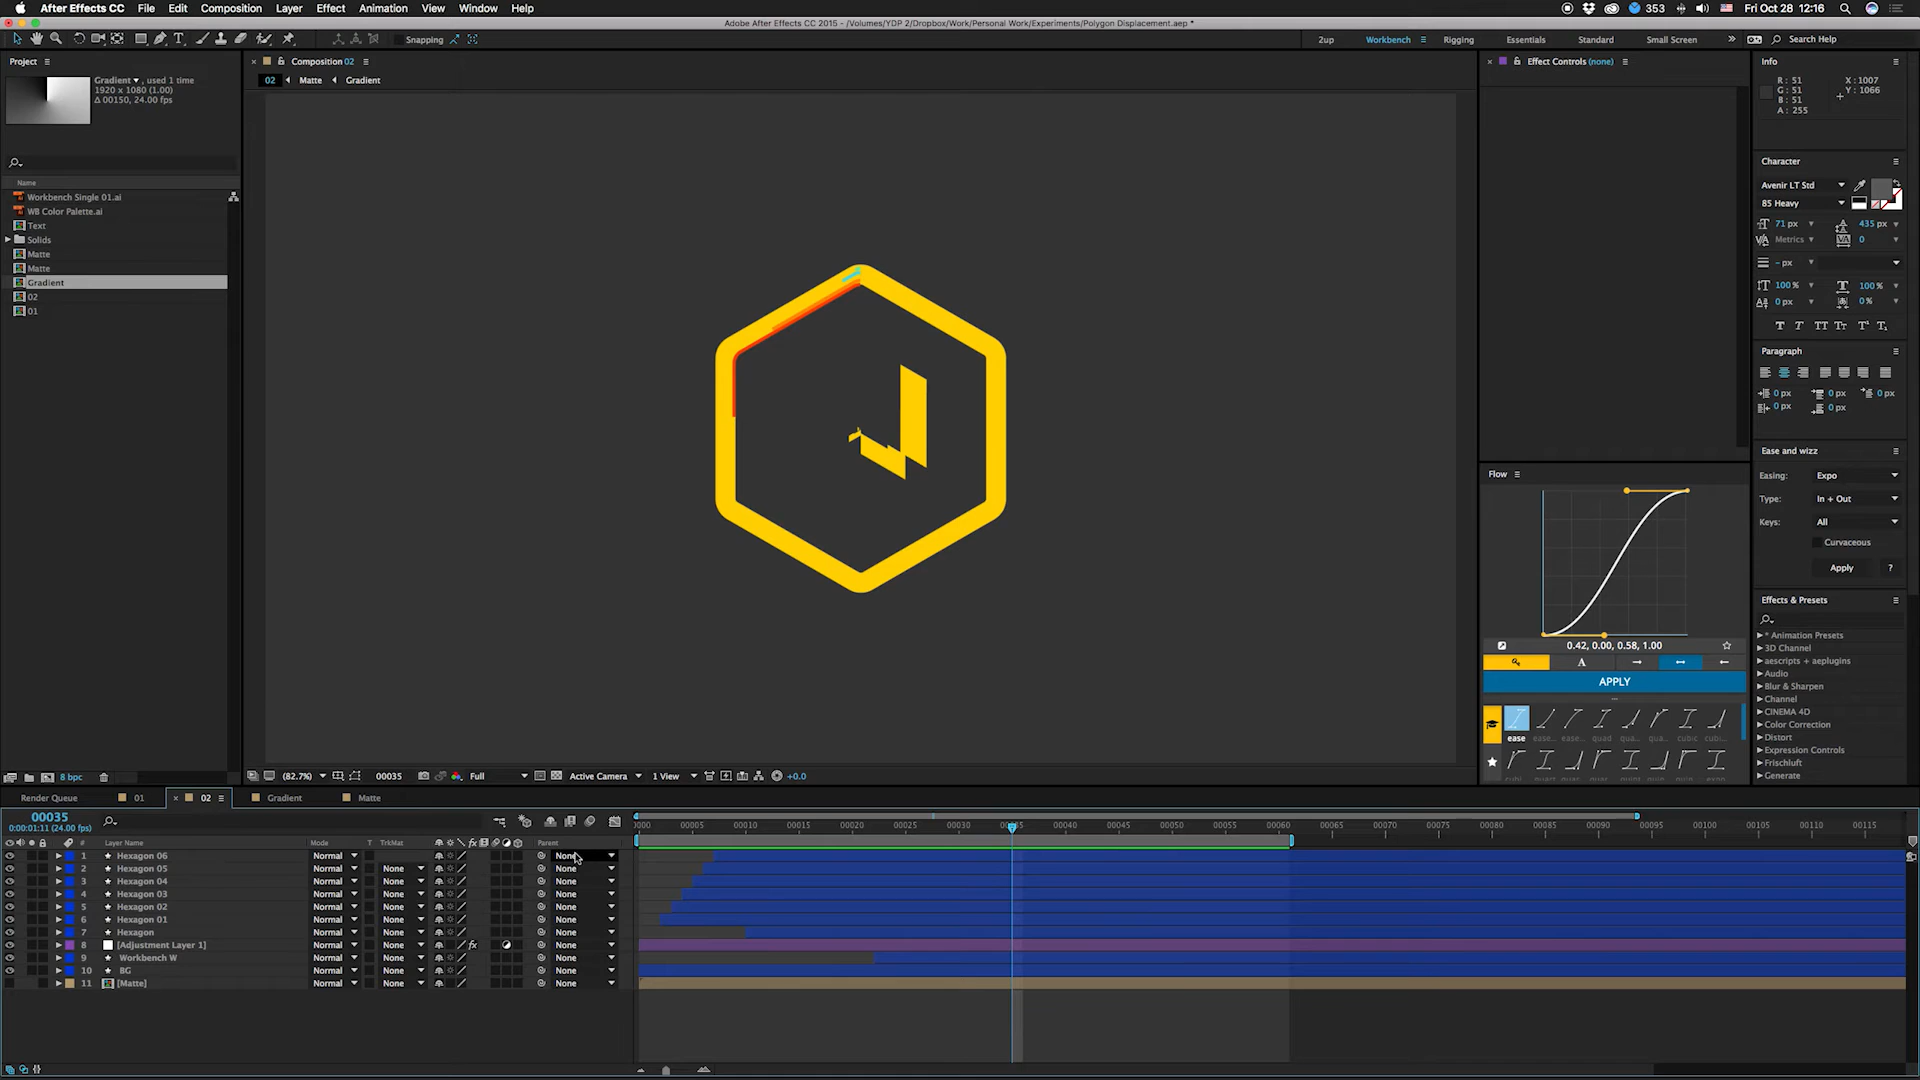 After Effects CC File Edit Composition Layer Effect Animation View Window Help 353 Fri Oct 28 12:16
Adobe After Effects CC 2015 - /Volumes/YDP 2/Dropbox/Work/Personal Work/Experiments/Polygon Displacement.aep *
Snapping 2up Workbench Rigging Essentials Standard Small Screen Search Help
Project
Gradient , used 1 time
1920 x 1080 (1.00)
Δ 00150, 24.00 fps
Name
Workbench Single 01.ai
WB Color Palette.ai
Text
Solids
Matte
Matte
Gradient
02
01
8 bpc
Composition 02
02 Matte Gradient
(82.7%) 00035 Full Active Camera 1 View +0.0
Effect Controls (none)
Flow
0.42, 0.00, 0.58, 1.00
A
APPLY
ease ease... ease... quad qua... qua... cubic cubi...
Info
R : 51
G : 51
B : 51
A : 255
X : 1007
Y : 1066
Character
Avenir LT Std
85 Heavy
71 px 435 px
Metrics 0
- px
100 % 100 %
0 px 0 %
T T TT Tt T¹ T₁
Paragraph
0 px 0 px 0 px
0 px 0 px
Ease and wizz
Easing: Expo
Type: In + Out
Keys: All
Curvaceous
Apply ?
Effects & Presets
* Animation Presets
3D Channel
aescripts + aeplugins
Audio
Blur & Sharpen
Channel
CINEMA 4D
Color Correction
Distort
Expression Controls
Frischluft
Generate
Render Queue 01 02 Gradient Matte
00035
0:00:01:11 (24.00 fps)
0000 00005 00010 00015 00020 00025 00030 00040 00045 00050 00055 00060 00065 00070 00075 00080 00085 00090 00095 00100 00105 00110 00115
# Layer Name Mode T TrkMat Parent
1 Hexagon 06 Normal None
2 Hexagon 05 Normal None None
3 Hexagon 04 Normal None None
4 Hexagon 03 Normal None None
5 Hexagon 02 Normal None None
6 Hexagon 01 Normal None None
7 Hexagon Normal None None
8 [Adjustment Layer 1] Normal None fx None
9 Workbench W Normal None None
10 BG Normal None None
11 [Matte] Normal None None